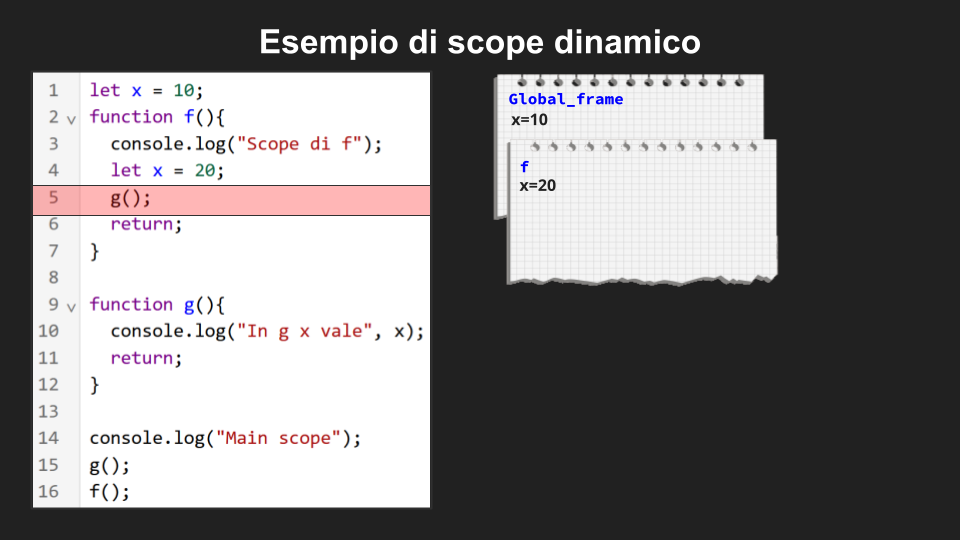 Esempio di scope dinamico
1 let x = 10;
2 function f(){
3 console.log("Scope di f");
4 let x = 20;
5 g();
6 return;
7 }
8
9 function g(){
10 console.log("In g x vale", x);
11 return;
12 }
13
14 console.log("Main scope");
15 g();
16 f();
Global_frame
x=10
f
x=20